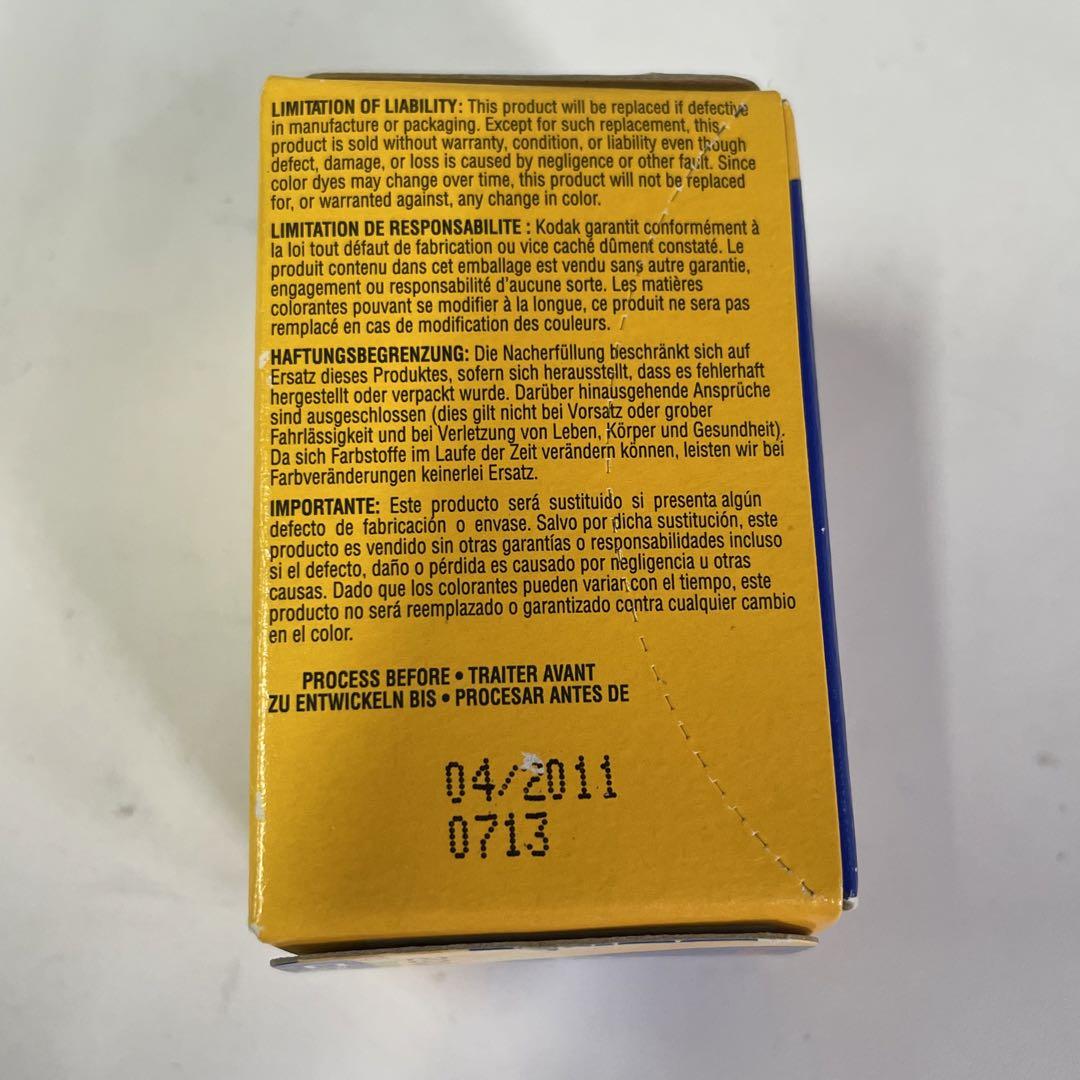 LIMITATION OF LIABILITY: This product will be replaced if defective
in manufacture or packaging. Except for such replacement, this
product is sold without warranty, condition, or liability even though
defect, damage, or loss is caused by negligence or other fault. Since
color dyes may change over time, this product will not be replaced
for, or warranted against, any change in color.
LIMITATION DE RESPONSABILITE : Kodak garantit conformément à
la loi tout défaut de fabrication ou vice caché dûment constaté. Le
produit contenu dans cet emballage est vendu sans autre garantie,
engagement ou responsabilité d'aucune sorte. Les matières
colorantes pouvant se modifier à la longue, ce produit ne sera pas
remplacé en cas de modification des couleurs.
HAFTUNGSBEGRENZUNG: Die Nacherfüllung beschränkt sich auf
Ersatz dieses Produktes, sofern sich herausstellt, dass es fehlerhaft
hergestellt oder verpackt wurde. Darüber hinausgehende Ansprüche
sind ausgeschlossen (dies gilt nicht bei Vorsatz oder grober
Fahrlässigkeit und bei Verletzung von Leben, Körper und Gesundheit).
Da sich Farbstoffe im Laufe der Zeit verändern können, leisten wir bei
Farbveränderungen keinerlei Ersatz.
IMPORTANTE: Este producto será sustituido si presenta algún
defecto de fabricación o envase. Salvo por dicha sustitución, este
producto es vendido sin otras garantías o responsabilidades incluso
si el defecto, daño o pérdida es causado por negligencia u otras
causas. Dado que los colorantes pueden variar con el tiempo, este
producto no será reemplazado o garantizado contra cualquier cambio
en el color.
PROCESS BEFORE • TRAITER AVANT
ZU ENTWICKELN BIS • PROCESAR ANTES DE
04/2011
0713